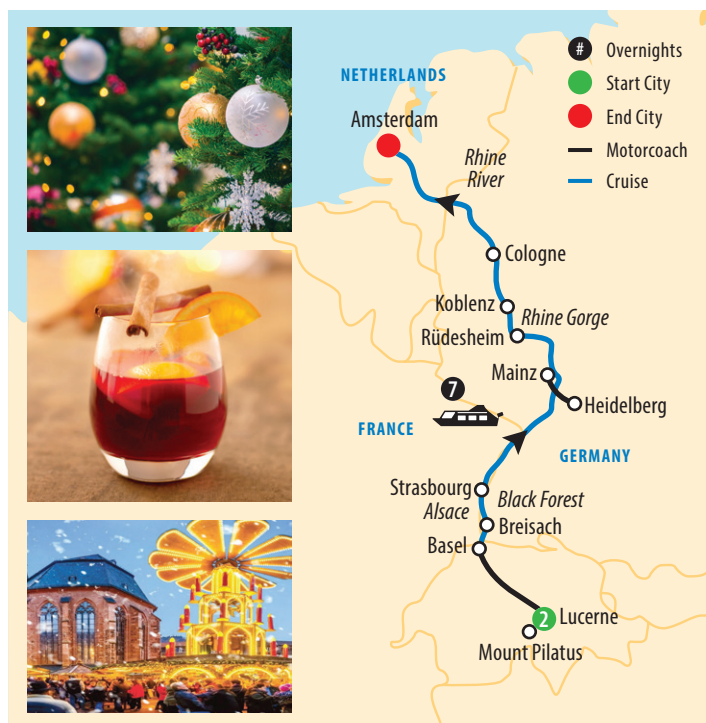 #
Overnights
Start City
End City
Motorcoach
Cruise
NETHERLANDS
Amsterdam
Rhine
River
Cologne
Koblenz
Rhine Gorge
Rüdesheim
Mainz
7
Heidelberg
FRANCE
GERMANY
Strasbourg
Black Forest
Alsace
Breisach
Basel
2
Lucerne
Mount Pilatus